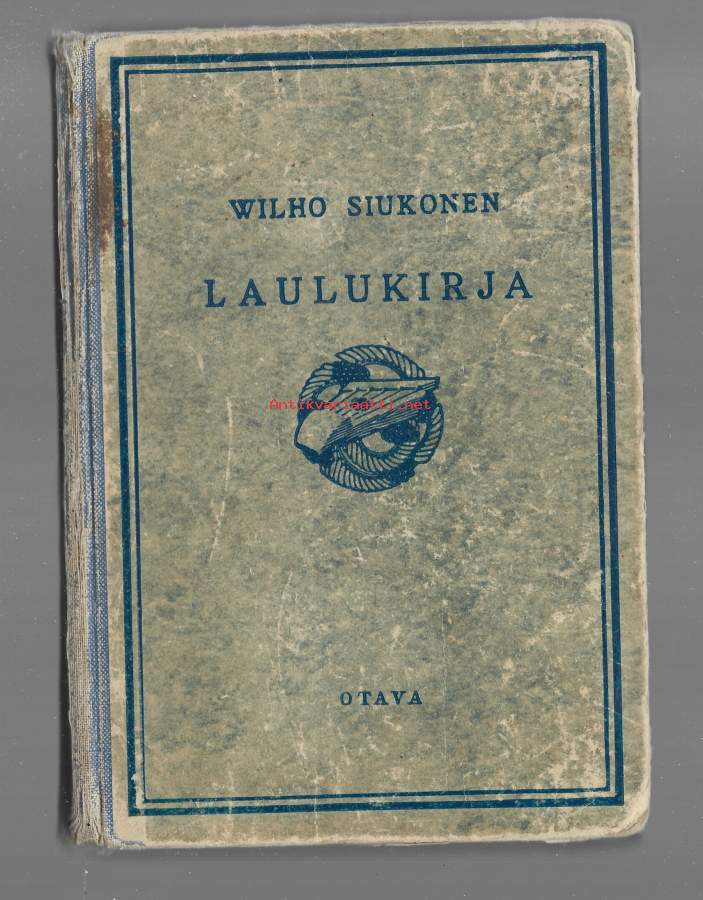 WILHO SIUKONEN
LAULUKIRJA
Antikvariaatti.net
OTAVA